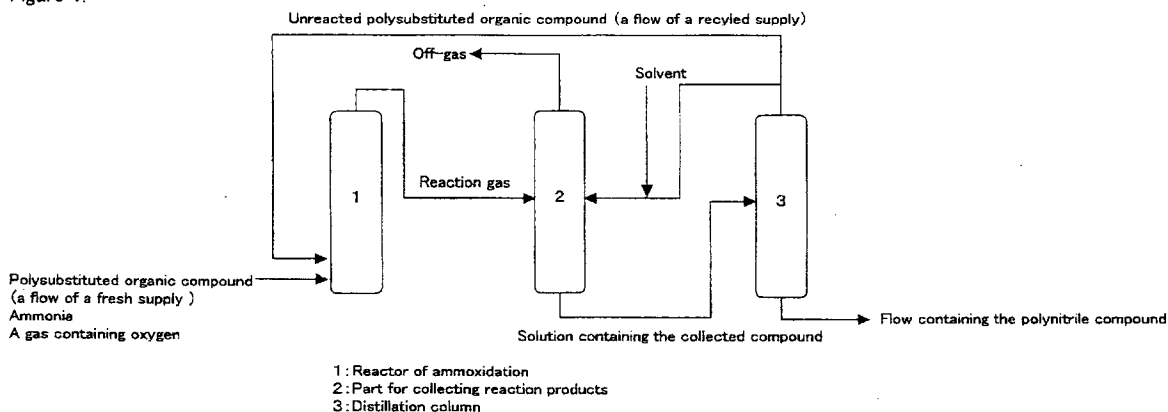 Unreacted polysubstituted organic compound (a flow of a recyled supply)
Off-gas
Solvent
1
Reaction gas
2
3
Polysubstituted organic compound
(a flow of a fresh supply )
Ammonia
A gas containing oxygen
Flow containing the polynitrile compound
Solution containing the collected compound
1:Reactor of ammoxidation
2:Part for collecting reaction products
3:Distillation column